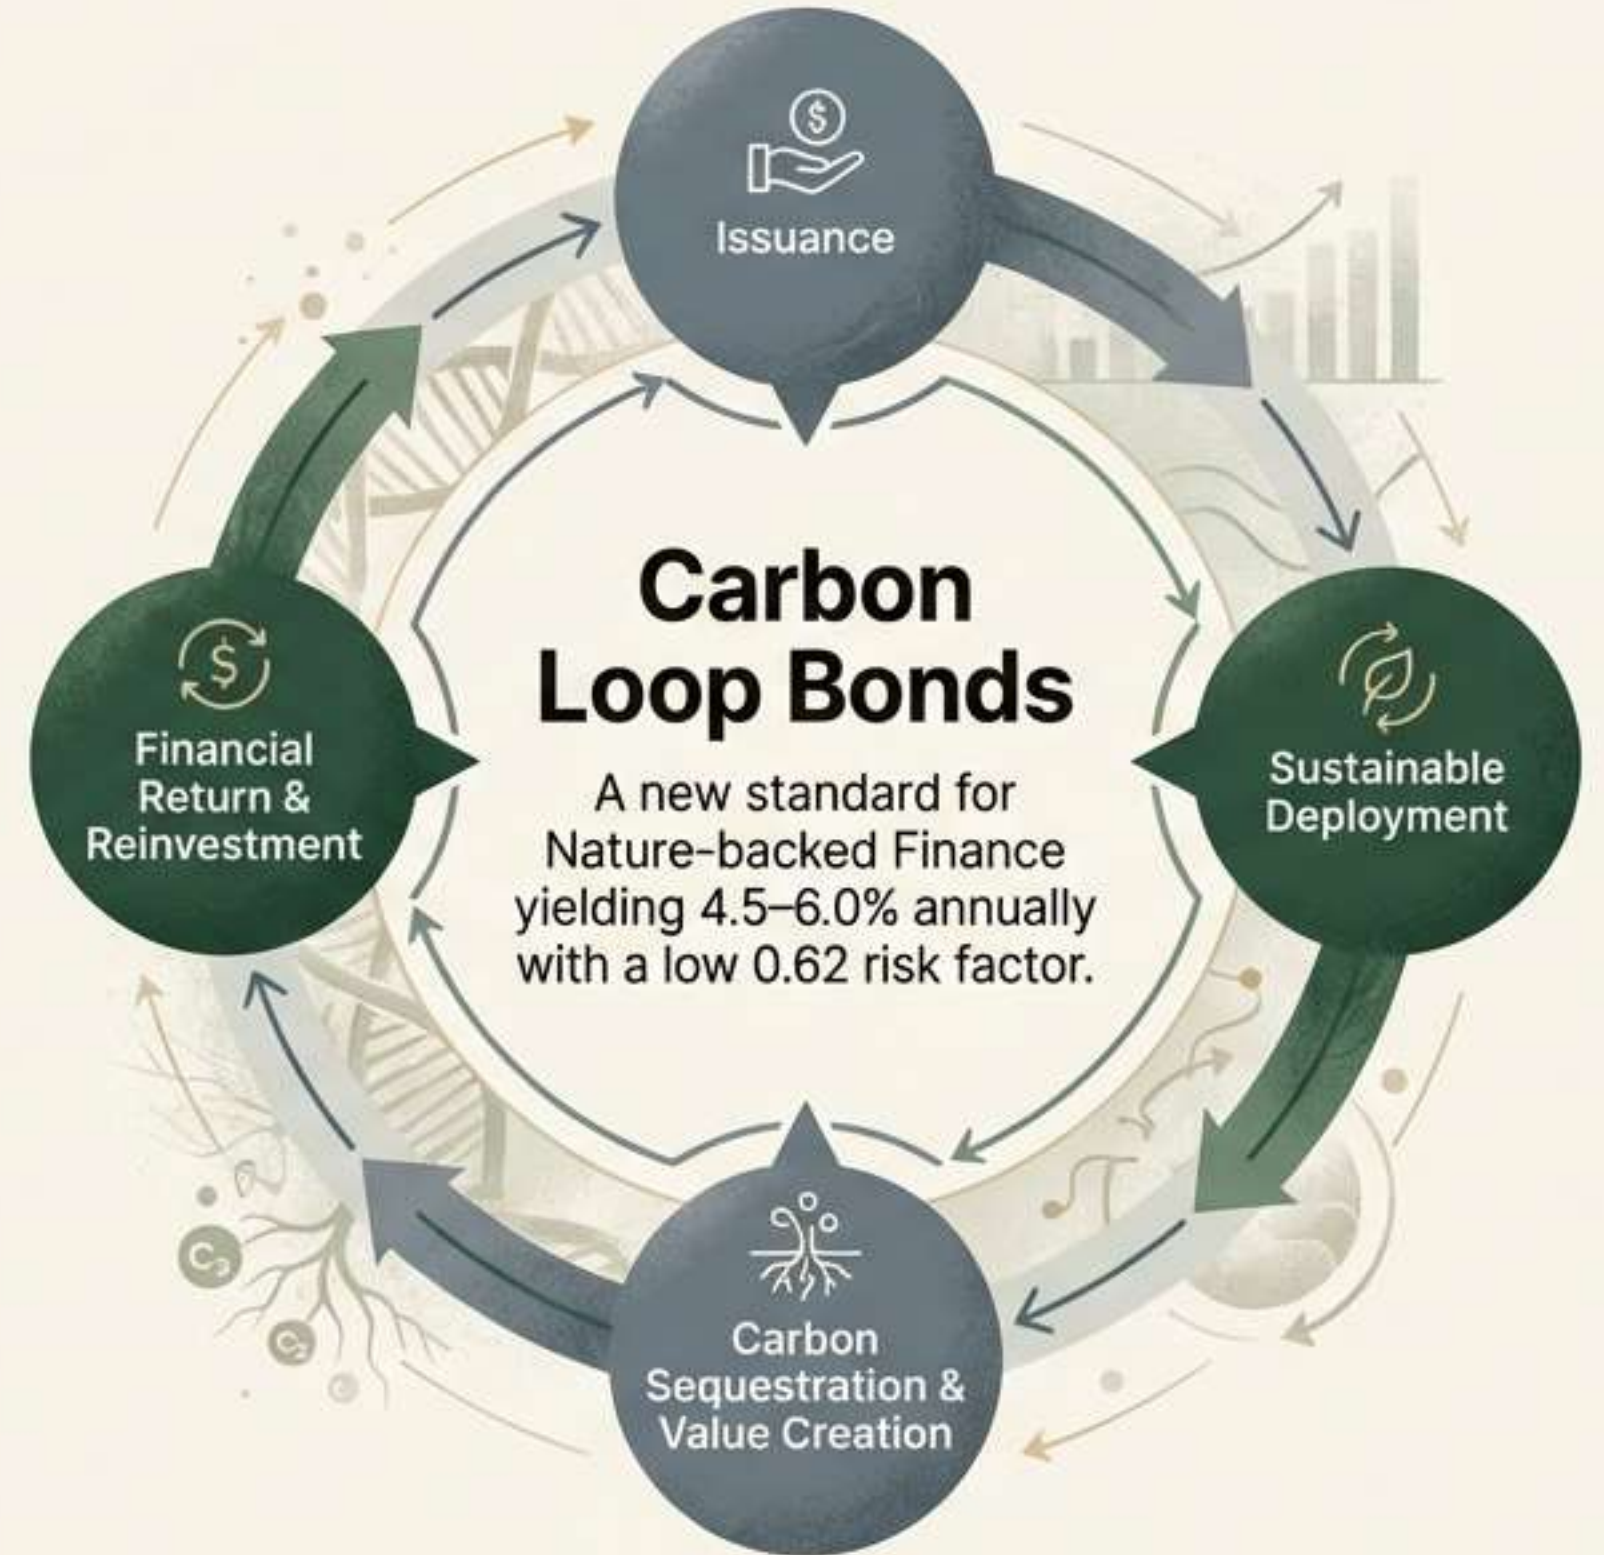 $
Issuance
Carbon
Loop Bonds
A new standard for
Nature-backed Finance
yielding 4.5–6.0% annually
with a low 0.62 risk factor.
$
Financial
Return &
Reinvestment
Sustainable
Deployment
Carbon
Sequestration &
Value Creation